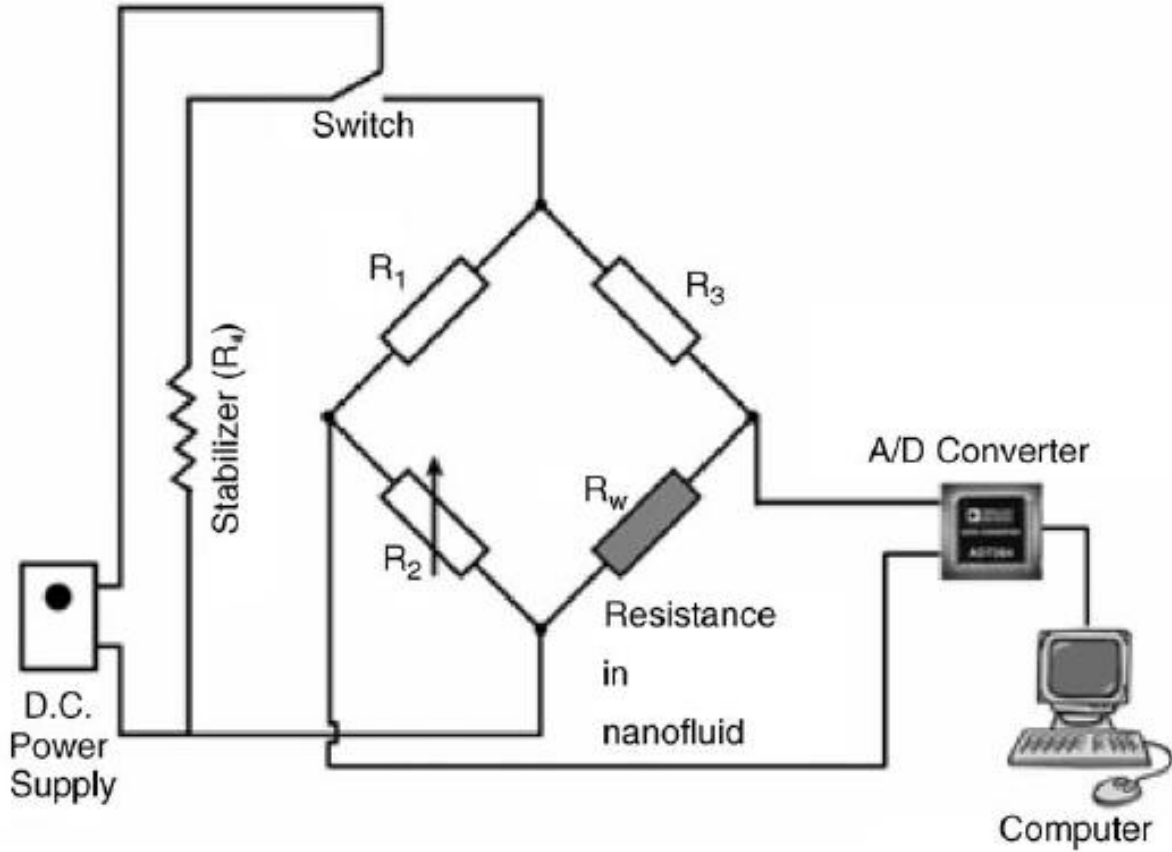 Switch
R1
R3
Stabilizer (R4)
A/D Converter
R2
Rw
Resistance
in
nanofluid
D.C.
Power
Supply
Computer